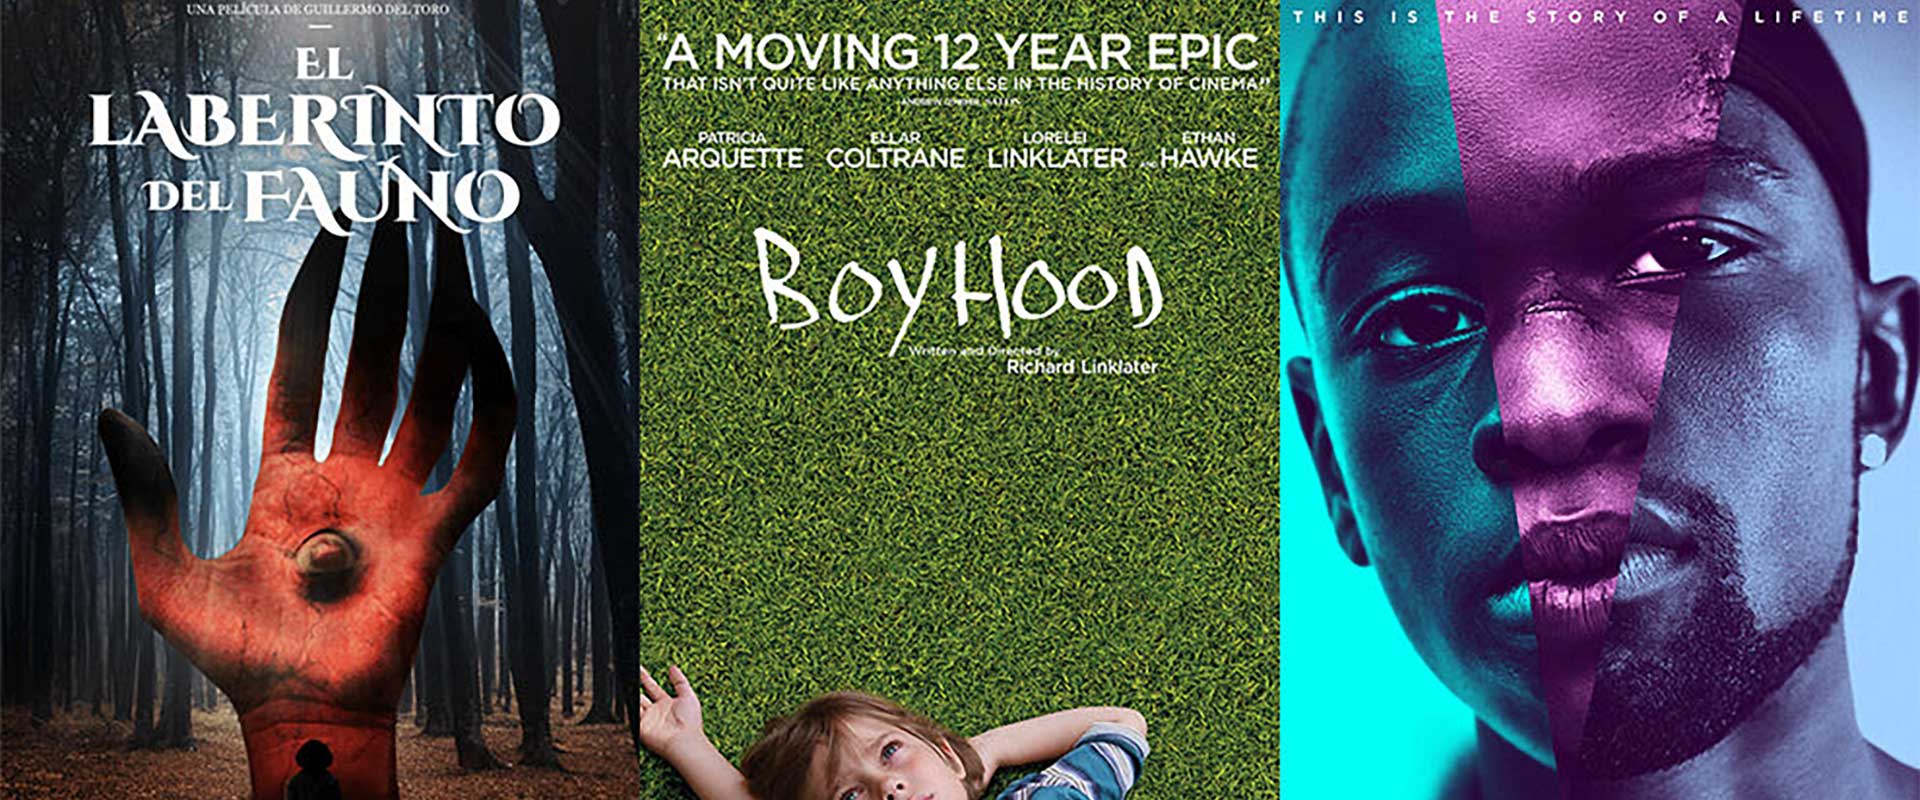 UNA PELÍCULA DE GUILLERMO DEL TORO
EL
LABERINTO
DEL FAUNO
"A MOVING 12 YEAR EPIC
THAT ISN'T QUITE LIKE ANYTHING ELSE IN THE HISTORY OF CINEMA!"
PATRICIA ARQUETTE
ELLAR COLTRANE
LORELEI LINKLATER
AND
ETHAN HAWKE
BOYHOOD
Written and Directed by
Richard Linklater
THIS IS THE STORY OF A LIFETIME